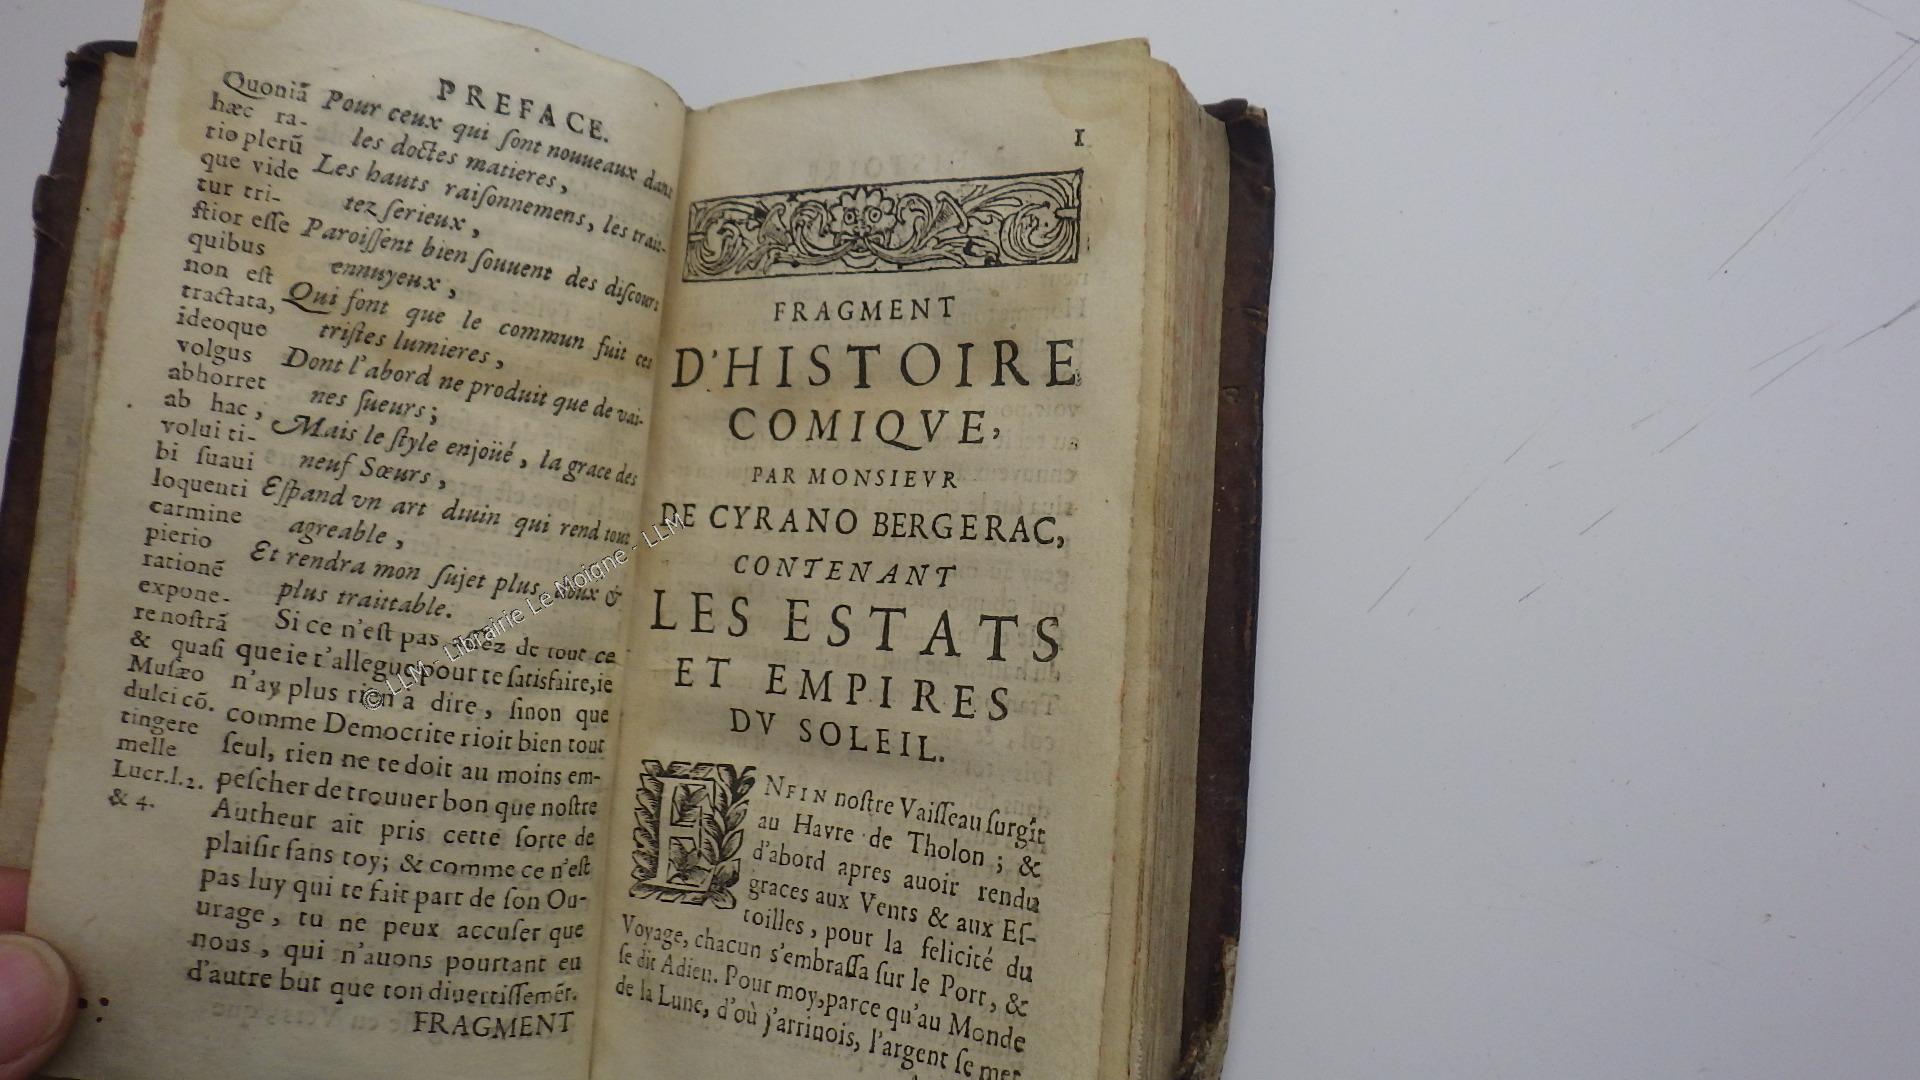 PREFACE.
Quoniã
hæc ra-
tio plerũ
que vide
tur tri-
ſtior eſſe
quibus
non eſt
tractata,
ideoque
volgus
abhorret
ab hac,
volui ti-
bi ſuaui
loquenti
carmine
pierio
rationẽ
expone-
re noſtrã
& quaſi
Muſæo
dulci cõ.
tingere
melle
Lucr.l.2.
& 4.
Pour ceux qui ſont nouueaux dans
les doctes matieres,
Les hauts raiſonnemens, les trait-
tez ſerieux,
Paroiſſent bien ſouuent des diſcours
ennuyeux,
Qui font que le commun fuit ces
triſtes lumieres,
Dont l'abord ne produit que de vai-
nes ſueurs;
Mais le ſtyle enjoüé, la grace des
neuf Sœurs,
Eſpand vn art diuin qui rend tout
agreable,
Et rendra mon ſujet plus doux &
plus traittable.
Si ce n'eſt pas aſſez de tout ce
que ie t'allegue pour te ſatisfaire, ie
n'ay plus rien à dire, ſinon que
comme Democrite rioit bien tout
ſeul, rien ne te doit au moins em-
peſcher de trouuer bon que noſtre
Autheur ait pris cette ſorte de
plaiſir ſans toy; & comme ce n'eſt
pas luy qui te fait part de ſon Ou-
urage, tu ne peux accuſer que
nous, qui n'auons pourtant eu
d'autre but que ton diuertiſſemẽt.
FRAGMENT
1
FRAGMENT
D'HISTOIRE
COMIQVE,
PAR MONSIEVR
DE CYRANO BERGERAC,
CONTENANT
LES ESTATS
ET EMPIRES
DV SOLEIL.
ENFIN noſtre Vaiſſeau ſurgit
au Havre de Tholon; &
d'abord apres auoir rendu
graces aux Vents & aux Eſ-
toilles, pour la felicité du
Voyage, chacun s'embraſſa ſur le Port, &
ſe dit Adieu. Pour moy, parce qu'au Monde
de la Lune, d'où j'arriuois, l'argent ſe met
© LLM - Librairie Le Moigne - LLM